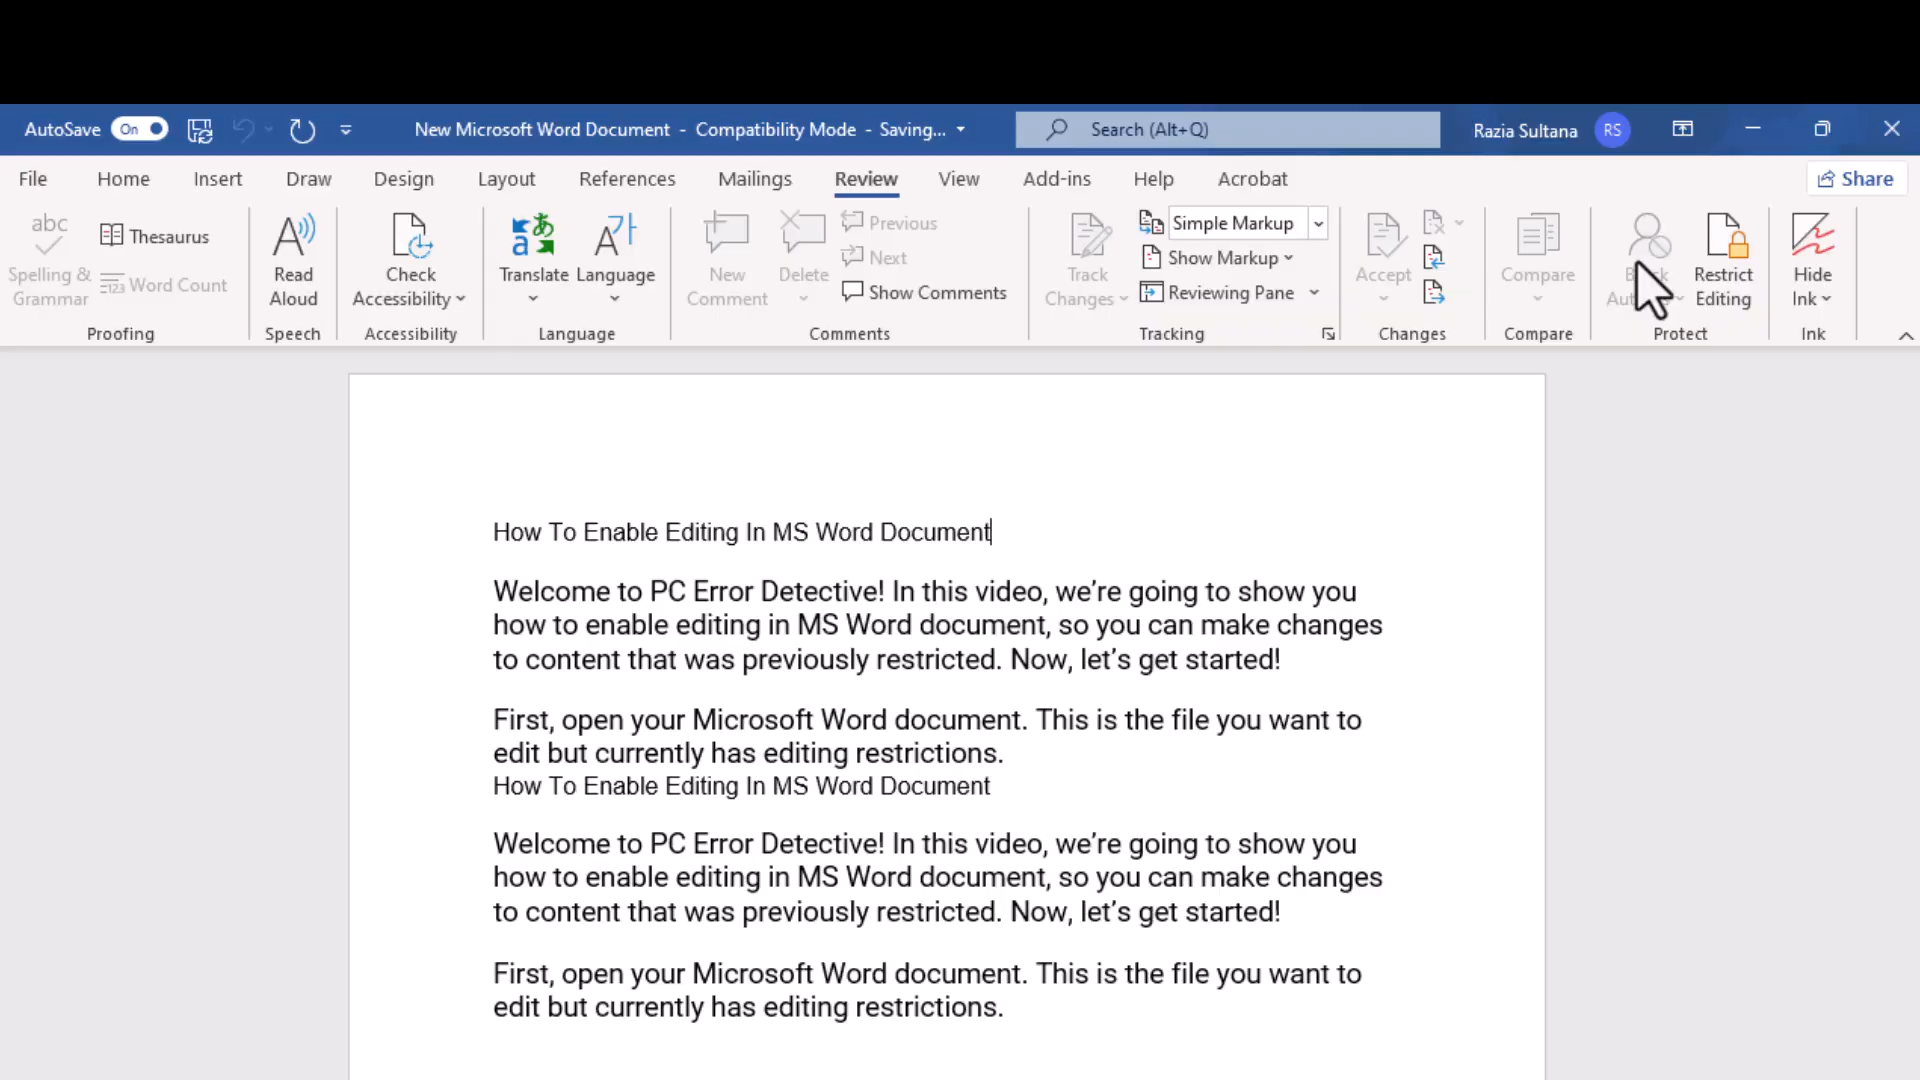 AutoSave On New Microsoft Word Document - Compatibility Mode - Saving... Search (Alt+Q) Razia Sultana RS
File Home Insert Draw Design Layout References Mailings Review View Add-ins Help Acrobat Share
abc
Spelling &
Grammar
Thesaurus
Word Count
Proofing
Read
Aloud
Speech
Check
Accessibility
Accessibility
Translate
Language
Language
New
Comment
Delete
Previous
Next
Show Comments
Comments
Track
Changes
Simple Markup
Show Markup
Reviewing Pane
Tracking
Accept
Changes
Compare
Compare
Restrict
Editing
Protect
Hide
Ink
Ink
How To Enable Editing In MS Word Document
Welcome to PC Error Detective! In this video, we’re going to show you
how to enable editing in MS Word document, so you can make changes
to content that was previously restricted. Now, let’s get started!
First, open your Microsoft Word document. This is the file you want to
edit but currently has editing restrictions.
How To Enable Editing In MS Word Document
Welcome to PC Error Detective! In this video, we’re going to show you
how to enable editing in MS Word document, so you can make changes
to content that was previously restricted. Now, let’s get started!
First, open your Microsoft Word document. This is the file you want to
edit but currently has editing restrictions.